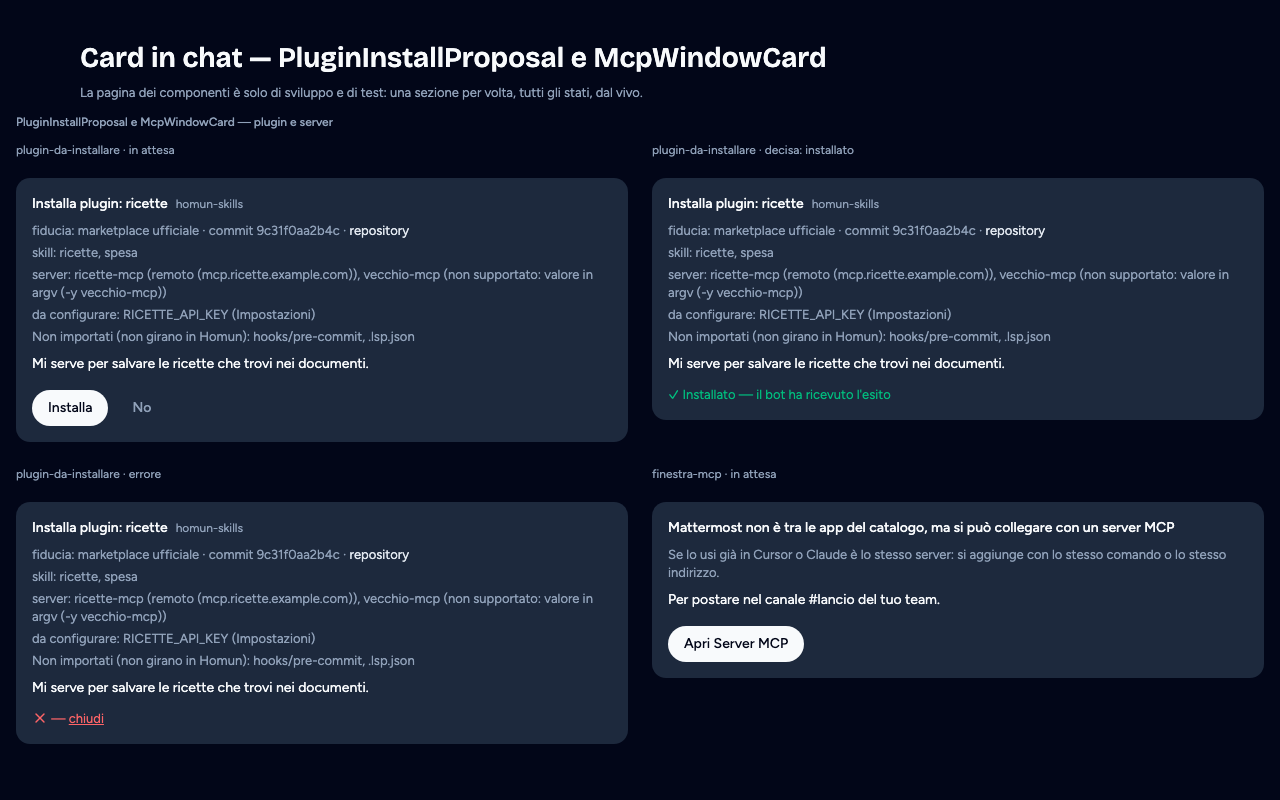 Card in chat — PluginInstallProposal e McpWindowCard
La pagina dei componenti è solo di sviluppo e di test: una sezione per volta, tutti gli stati, dal vivo.
PluginInstallProposal e McpWindowCard — plugin e server
plugin-da-installare · in attesa
Installa plugin: ricette homun-skills
fiducia: marketplace ufficiale · commit 9c31f0aa2b4c · repository
skill: ricette, spesa
server: ricette-mcp (remoto (mcp.ricette.example.com)), vecchio-mcp (non supportato: valore in
argv (-y vecchio-mcp))
da configurare: RICETTE_API_KEY (Impostazioni)
Non importati (non girano in Homun): hooks/pre-commit, .lsp.json
Mi serve per salvare le ricette che trovi nei documenti.
Installa No
plugin-da-installare · decisa: installato
Installa plugin: ricette homun-skills
fiducia: marketplace ufficiale · commit 9c31f0aa2b4c · repository
skill: ricette, spesa
server: ricette-mcp (remoto (mcp.ricette.example.com)), vecchio-mcp (non supportato: valore in
argv (-y vecchio-mcp))
da configurare: RICETTE_API_KEY (Impostazioni)
Non importati (non girano in Homun): hooks/pre-commit, .lsp.json
Mi serve per salvare le ricette che trovi nei documenti.
✓ Installato — il bot ha ricevuto l'esito
plugin-da-installare · errore
Installa plugin: ricette homun-skills
fiducia: marketplace ufficiale · commit 9c31f0aa2b4c · repository
skill: ricette, spesa
server: ricette-mcp (remoto (mcp.ricette.example.com)), vecchio-mcp (non supportato: valore in
argv (-y vecchio-mcp))
da configurare: RICETTE_API_KEY (Impostazioni)
Non importati (non girano in Homun): hooks/pre-commit, .lsp.json
Mi serve per salvare le ricette che trovi nei documenti.
✕ — chiudi
finestra-mcp · in attesa
Mattermost non è tra le app del catalogo, ma si può collegare con un server MCP
Se lo usi già in Cursor o Claude è lo stesso server: si aggiunge con lo stesso comando o lo stesso
indirizzo.
Per postare nel canale #lancio del tuo team.
Apri Server MCP